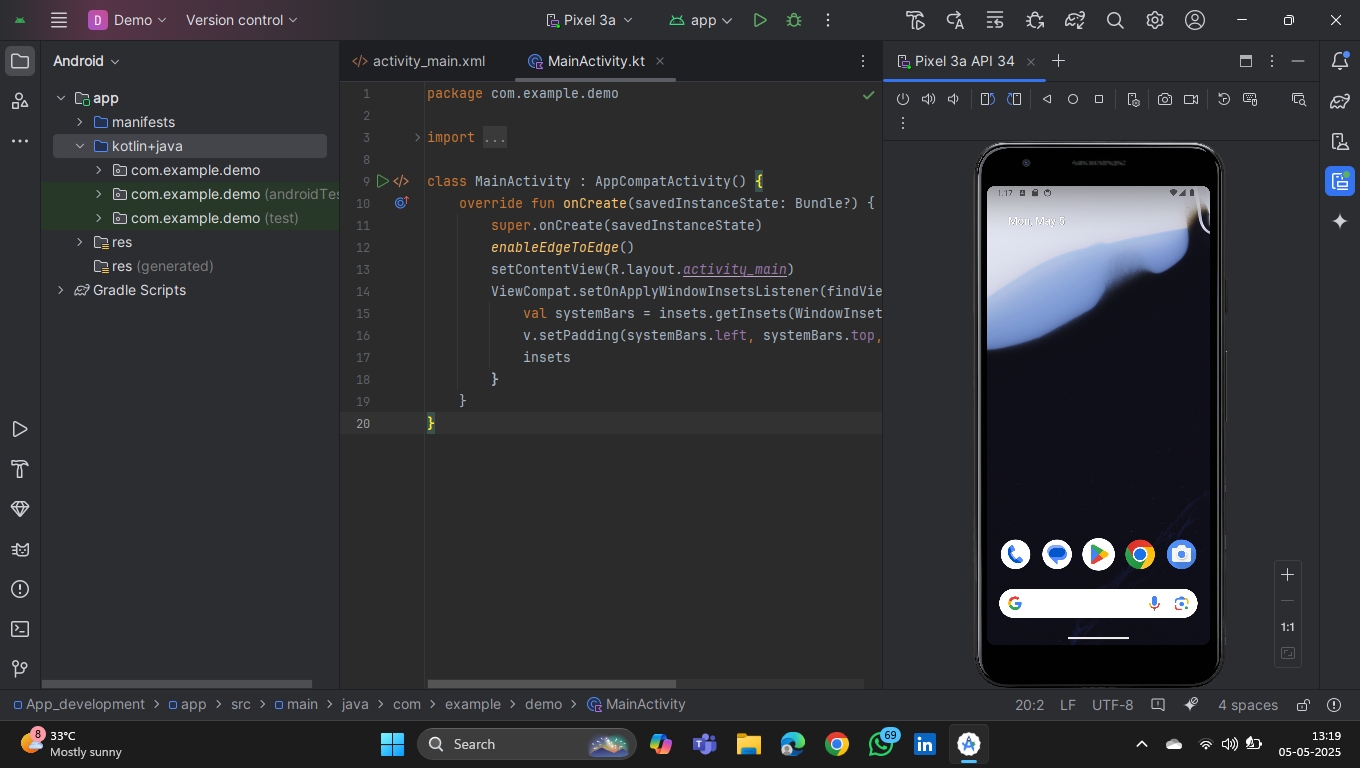 D Demo Version control Pixel 3a app
Android
app
manifests
kotlin+java
com.example.demo
com.example.demo (androidTes
com.example.demo (test)
res
res (generated)
Gradle Scripts
activity_main.xml MainActivity.kt
1 package com.example.demo
2
3 import ...
8
9 class MainActivity : AppCompatActivity() {
10 override fun onCreate(savedInstanceState: Bundle?) {
11 super.onCreate(savedInstanceState)
12 enableEdgeToEdge()
13 setContentView(R.layout.activity_main)
14 ViewCompat.setOnApplyWindowInsetsListener(findVie
15 val systemBars = insets.getInsets(WindowInset
16 v.setPadding(systemBars.left, systemBars.top,
17 insets
18 }
19 }
20 }
Pixel 3a API 34
1:17
Mon, May 5
1:1
App_development > app > src > main > java > com > example > demo > MainActivity
20:2 LF UTF-8 4 spaces
8
33°C
Mostly sunny
Search
69
13:19
05-05-2025